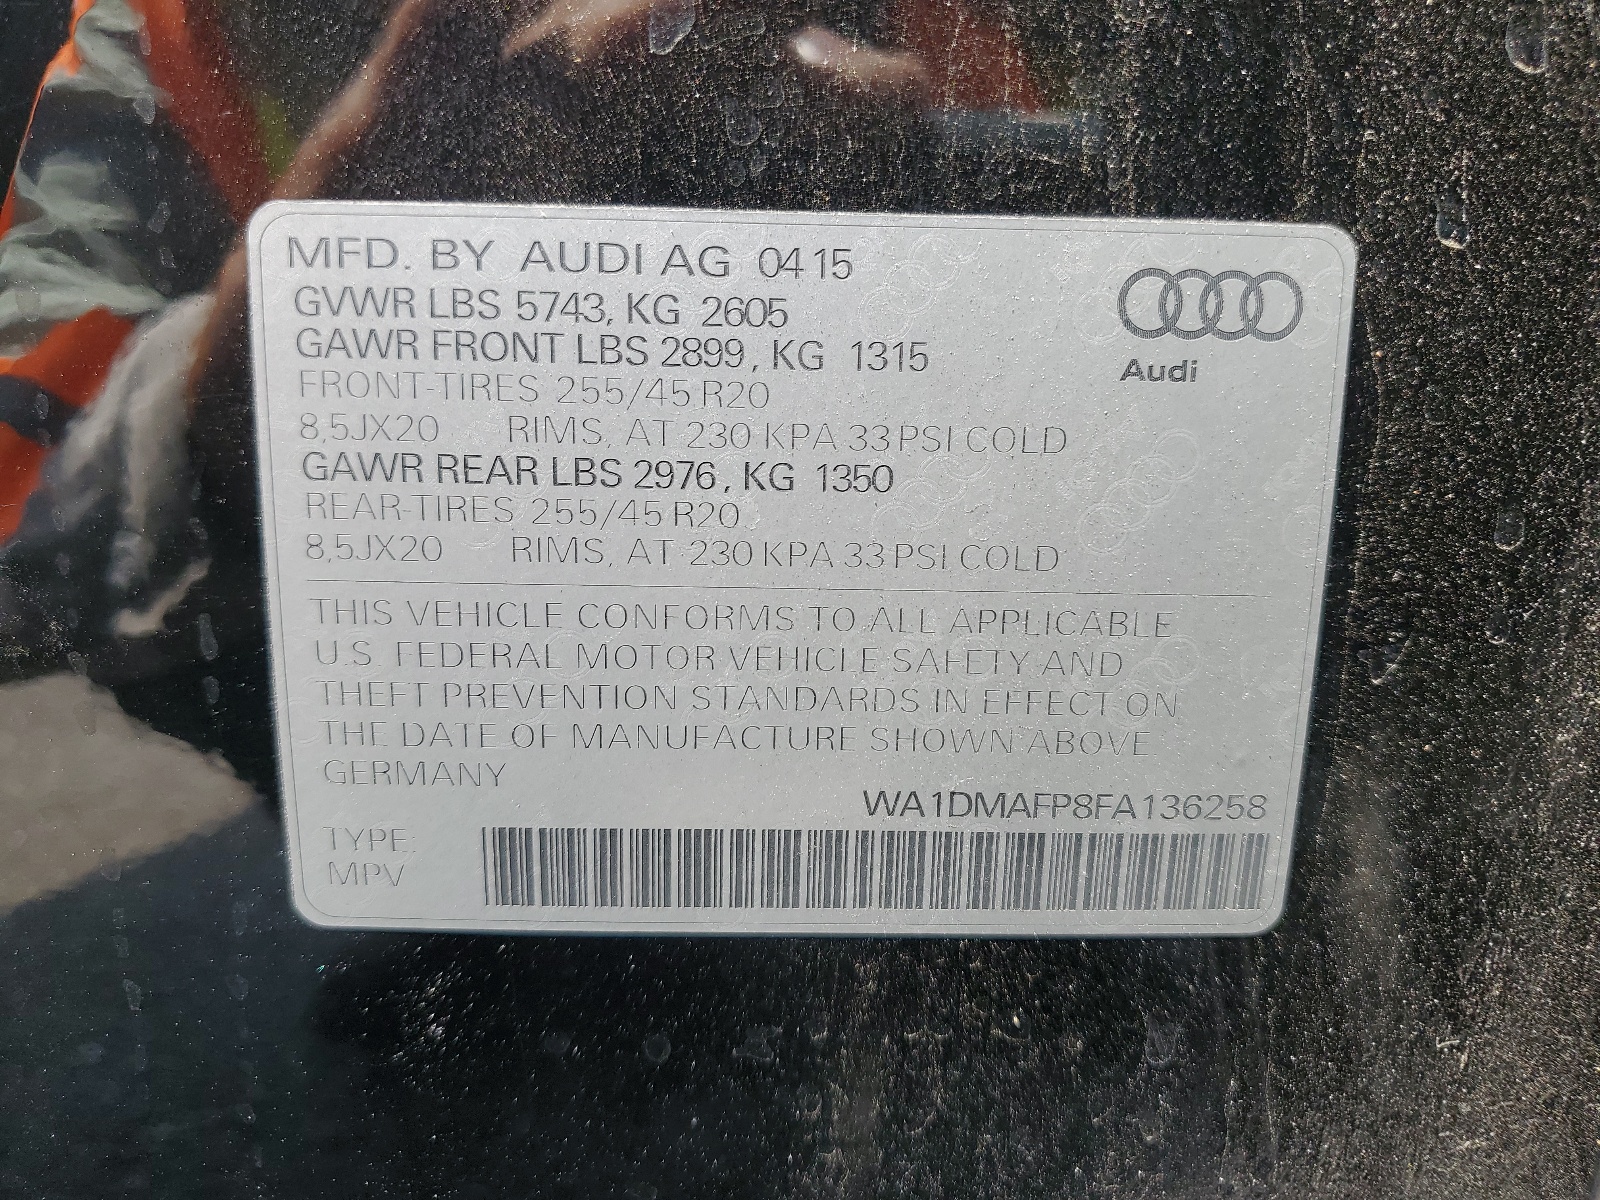 MFD. BY AUDI AG 04 15
GVWR LBS 5743, KG 2605
GAWR FRONT LBS 2899, KG 1315
FRONT-TIRES 255/45 R20
8,5JX20 RIMS, AT 230 KPA 33 PSI COLD
GAWR REAR LBS 2976, KG 1350
REAR-TIRES 255/45 R20
8,5JX20 RIMS, AT 230 KPA 33 PSI COLD
Audi
THIS VEHICLE CONFORMS TO ALL APPLICABLE
U.S. FEDERAL MOTOR VEHICLE SAFETY AND
THEFT PREVENTION STANDARDS IN EFFECT ON
THE DATE OF MANUFACTURE SHOWN ABOVE
GERMANY
WA1DMAFP8FA136258
TYPE:
MPV